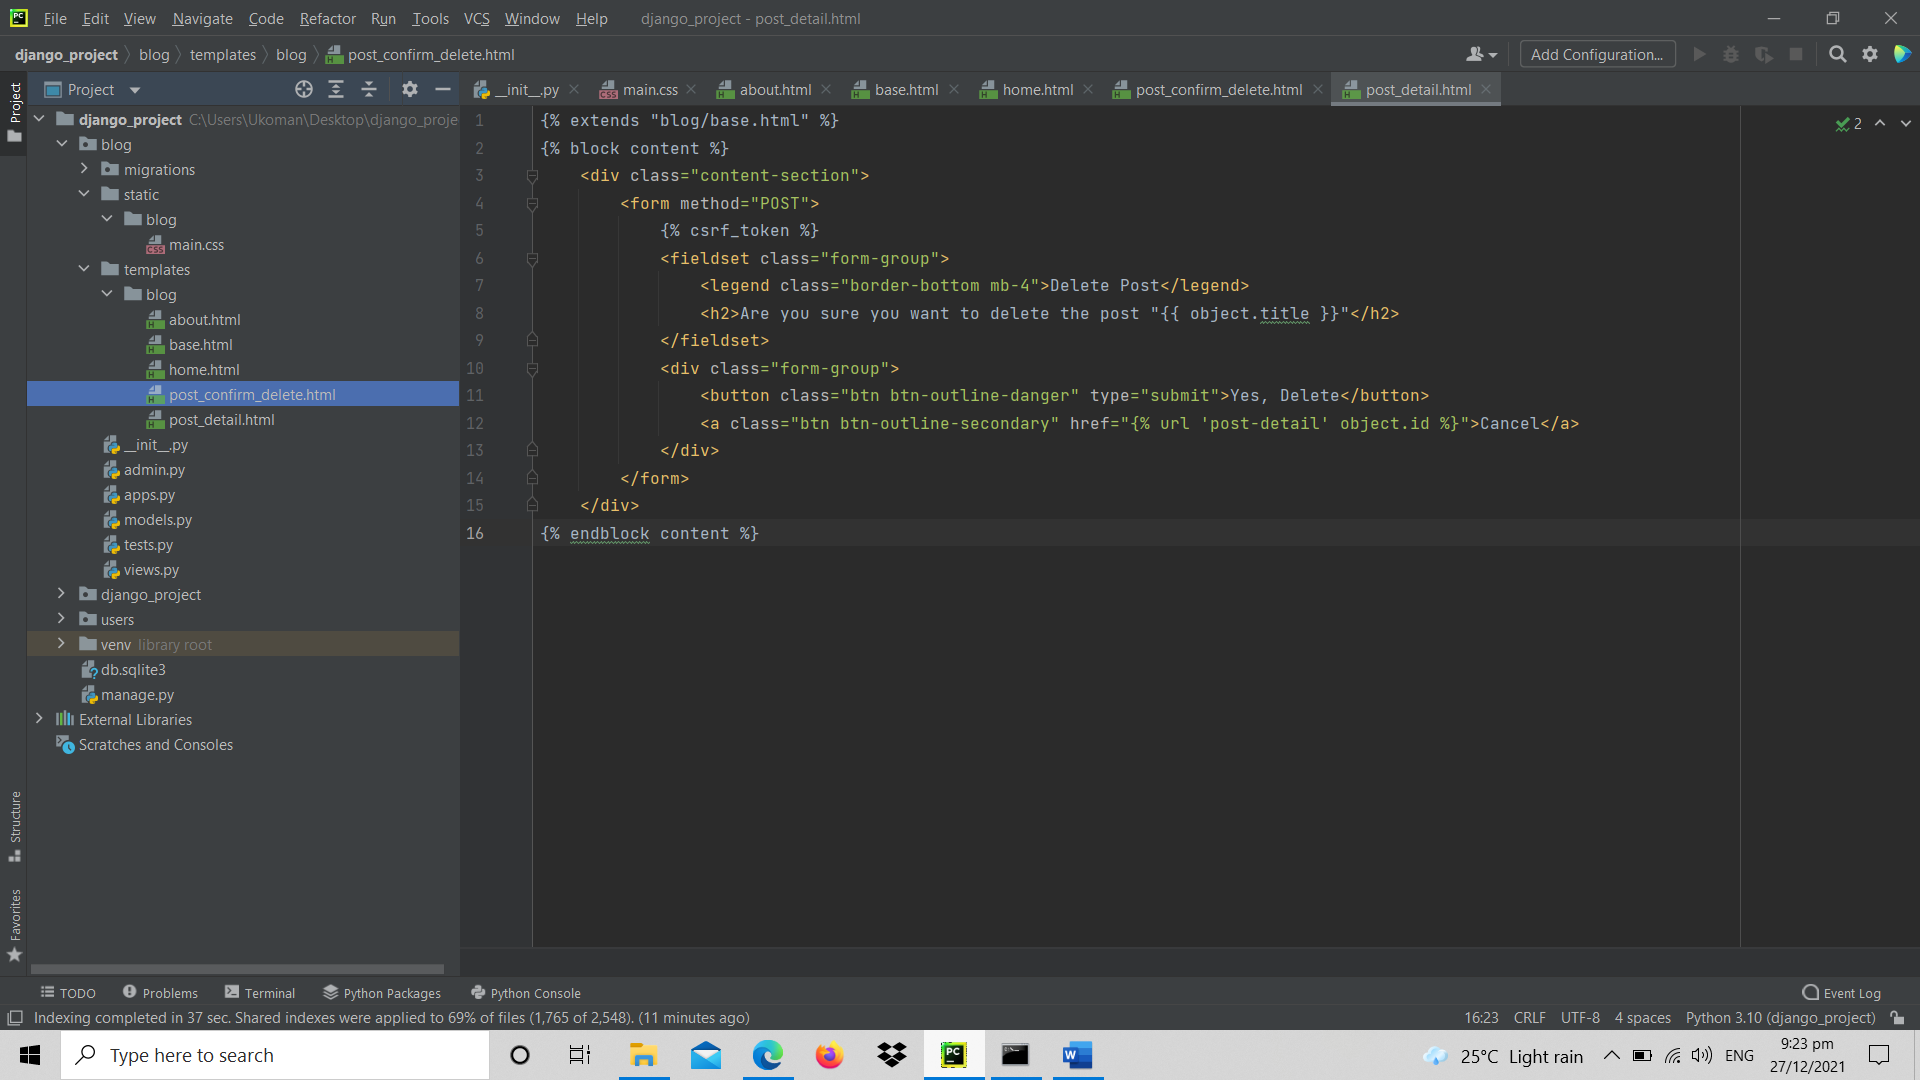 PC File Edit View Navigate Code Refactor Run Tools VCS Window Help django_project - post_detail.html
django_project blog templates blog post_confirm_delete.html Add Configuration...
Project
Project
__init__.py main.css about.html base.html home.html post_confirm_delete.html post_detail.html
django_project C:\Users\Ukoman\Desktop\django_proje
blog
migrations
static
blog
main.css
templates
blog
about.html
base.html
home.html
post_confirm_delete.html
post_detail.html
__init__.py
admin.py
apps.py
models.py
tests.py
views.py
django_project
users
venv library root
db.sqlite3
manage.py
External Libraries
Scratches and Consoles
Structure
Favorites
2
1 {% extends "blog/base.html" %}
2 {% block content %}
3 <div class="content-section">
4 <form method="POST">
5 {% csrf_token %}
6 <fieldset class="form-group">
7 <legend class="border-bottom mb-4">Delete Post</legend>
8 <h2>Are you sure you want to delete the post "{{ object.title }}"</h2>
9 </fieldset>
10 <div class="form-group">
11 <button class="btn btn-outline-danger" type="submit">Yes, Delete</button>
12 <a class="btn btn-outline-secondary" href="{% url 'post-detail' object.id %}">Cancel</a>
13 </div>
14 </form>
15 </div>
16 {% endblock content %}
TODO Problems Terminal Python Packages Python Console Event Log
Indexing completed in 37 sec. Shared indexes were applied to 69% of files (1,765 of 2,548). (11 minutes ago) 16:23 CRLF UTF-8 4 spaces Python 3.10 (django_project)
Type here to search PC W 25°C Light rain ENG 9:23 pm
27/12/2021